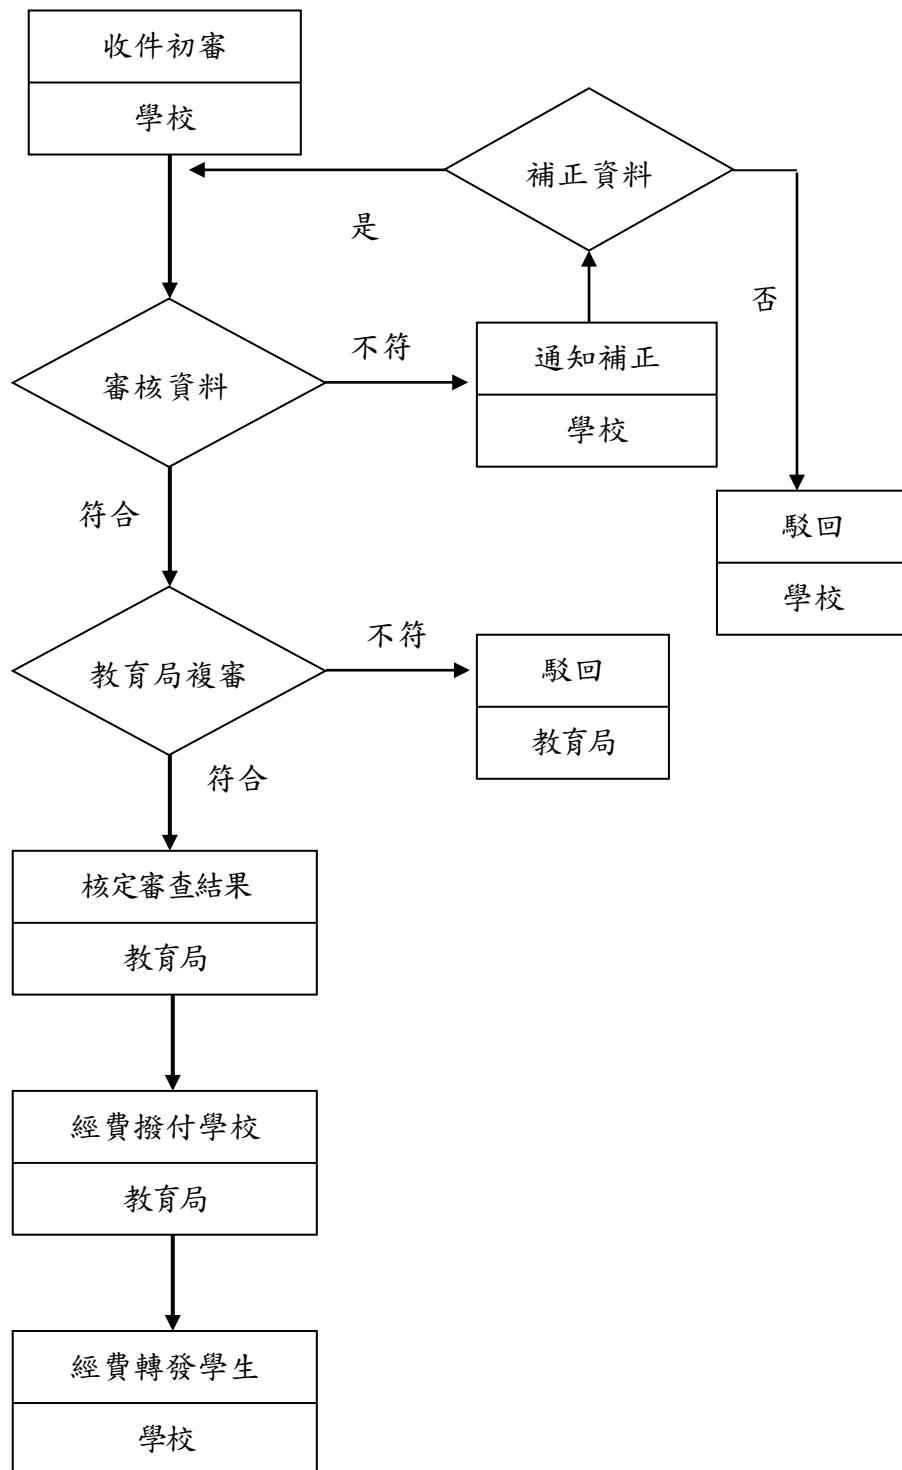 收件初審
學校
補正資料
是
否
不符
通知補正
學校
審核資料
符合
駁回
學校
不符
教育局複審
駁回
教育局
符合
核定審查結果
教育局
經費撥付學校
教育局
經費轉發學生
學校